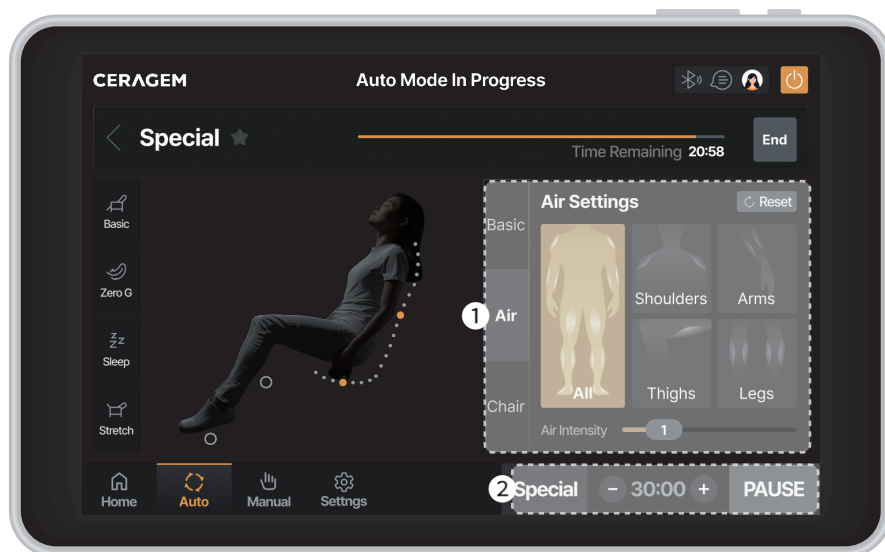 CERAGEM
Auto Mode In Progress
Special
Time Remaining 20:58
End
Basic
Zero G
Sleep
Stretch
1
Basic
Air
Chair
Air Settings
Reset
All
Shoulders
Arms
Thighs
Legs
Air Intensity 1
Home
Auto
Manual
Settngs
2
Special
- 30:00 +
PAUSE